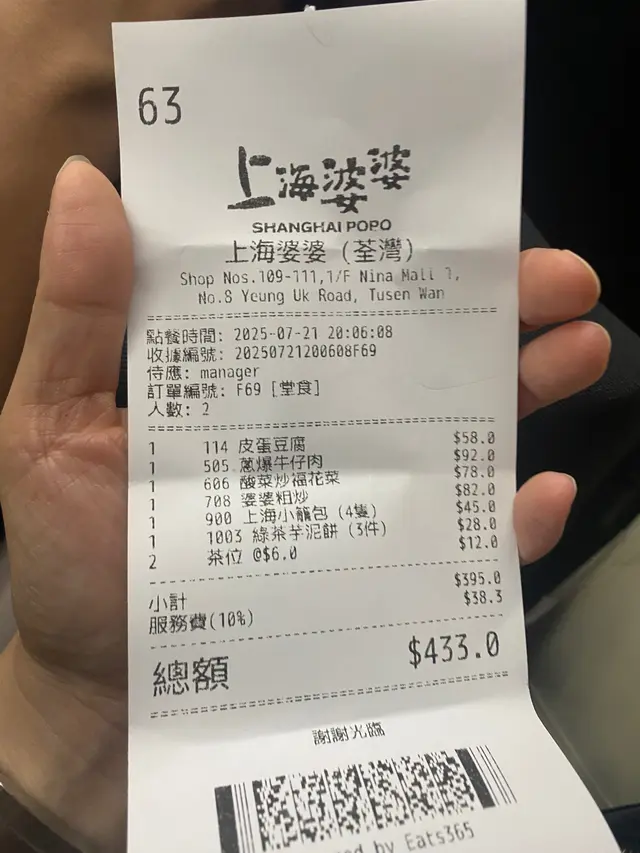 63
上海婆婆
SHANGHAI POPO
上海婆婆 (荃灣)
Shop Nos.109-111,1/F Nina Mall 1,
No.8 Yeung Uk Road, Tusen Wan
點餐時間: 2025-07-21 20:06:08
收據編號: 20250721200608F69
侍應: manager
訂單編號: F69 [堂食]
人數: 2
1 114 皮蛋豆腐 $58.0
1 505 蔥爆牛仔肉 $92.0
1 606 酸菜炒福花菜 $78.0
1 708 婆婆粗炒 $82.0
1 900 上海小籠包 (4隻) $45.0
1 1003 綠茶芋泥餅 (3件) $28.0
2 茶位 @$6.0 $12.0
小計 $395.0
服務費(10%) $38.3
總額 $433.0
謝謝光臨
by Eats365